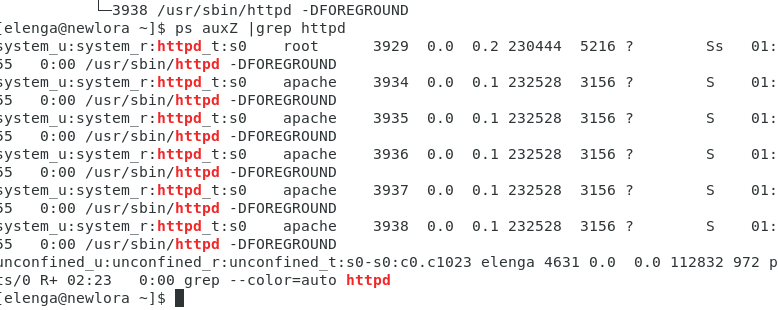 └─3938 /usr/sbin/httpd -DFOREGROUND
[elenga@newlora ~]$ ps auxZ |grep httpd
system_u:system_r:httpd_t:s0    root      3929  0.0  0.2 230444  5216 ?        Ss   01:
55   0:00 /usr/sbin/httpd -DFOREGROUND
system_u:system_r:httpd_t:s0    apache    3934  0.0  0.1 232528  3156 ?        S    01:
55   0:00 /usr/sbin/httpd -DFOREGROUND
system_u:system_r:httpd_t:s0    apache    3935  0.0  0.1 232528  3156 ?        S    01:
55   0:00 /usr/sbin/httpd -DFOREGROUND
system_u:system_r:httpd_t:s0    apache    3936  0.0  0.1 232528  3156 ?        S    01:
55   0:00 /usr/sbin/httpd -DFOREGROUND
system_u:system_r:httpd_t:s0    apache    3937  0.0  0.1 232528  3156 ?        S    01:
55   0:00 /usr/sbin/httpd -DFOREGROUND
system_u:system_r:httpd_t:s0    apache    3938  0.0  0.1 232528  3156 ?        S    01:
55   0:00 /usr/sbin/httpd -DFOREGROUND
unconfined_u:unconfined_r:unconfined_t:s0-s0:c0.c1023 elenga 4631 0.0  0.0 112832 972 p
ts/0 R+ 02:23   0:00 grep --color=auto httpd
[elenga@newlora ~]$